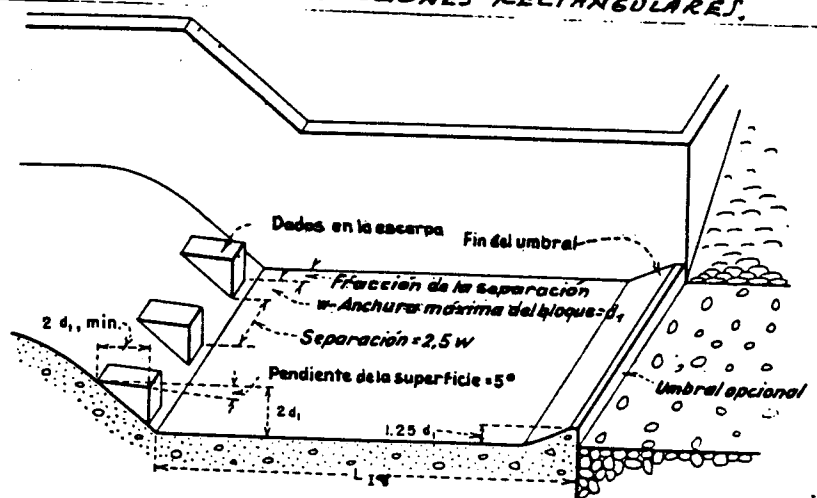 RECTANGULARES.
Dados en la escarpa
Fin del umbral
Fracción de la separación
w-Anchura máxima del bloque=d₁
2 d₁, min.
Separación = 2,5 w
Pendiente de la superficie = 5°
Umbral opcional
2d₁
1.25 d₁